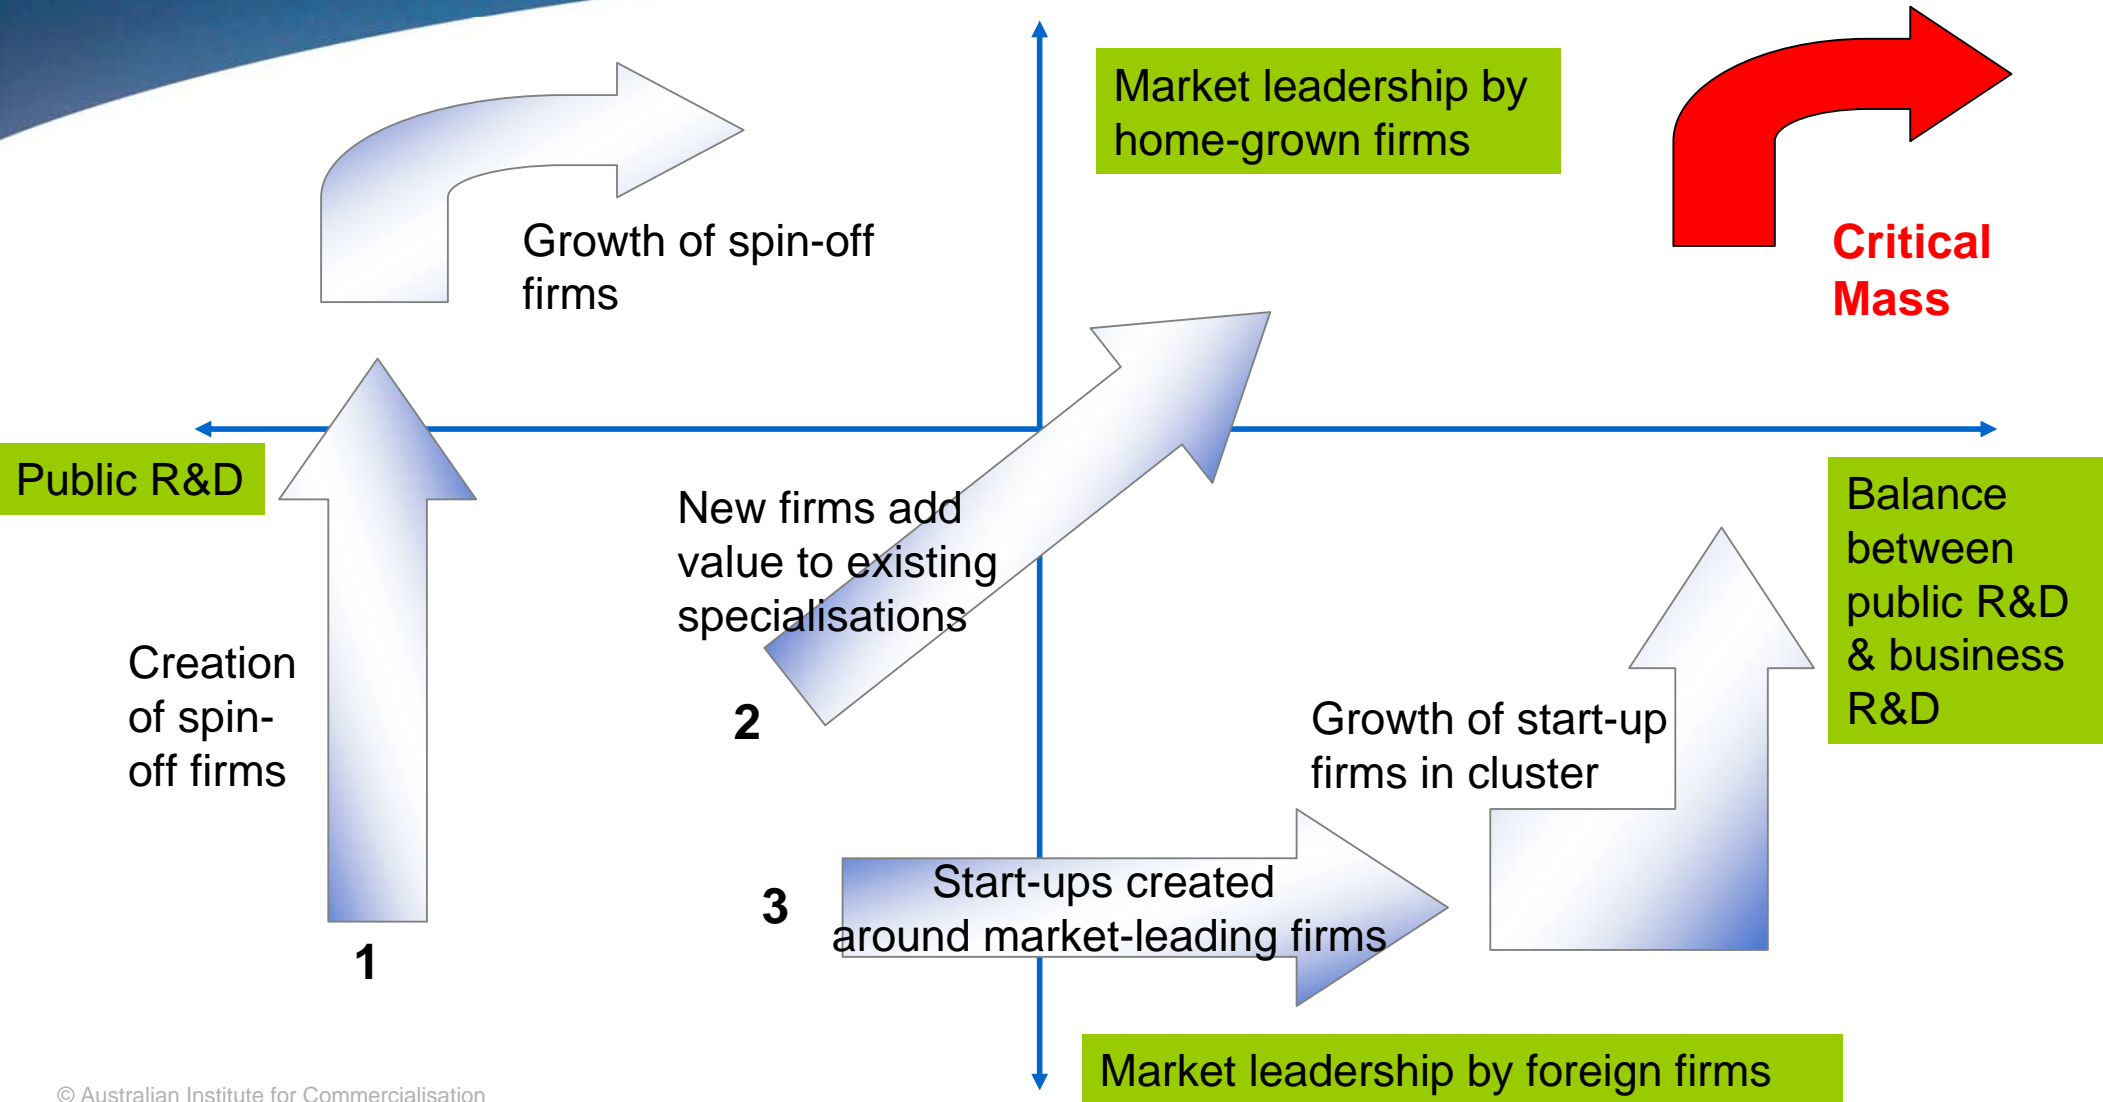 Market leadership by
home-grown firms
Growth of spin-off
firms
Critical
Mass
Public R&D
Balance
between
public R&D
& business
R&D
New firms add
value to existing
specialisations
2
Creation
of spin-
off firms
1
Growth of start-up
firms in cluster
3
Start-ups created
around market-leading firms
Market leadership by foreign firms
© Australian Institute for Commercialisation